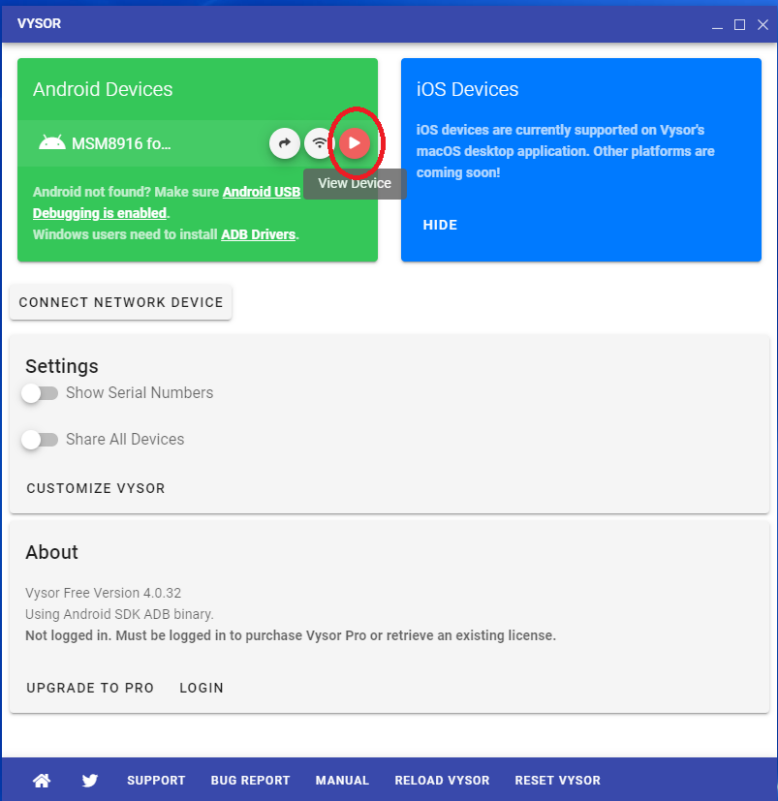 VYSOR
Android Devices
MSM8916 fo...
View Device
Android not found? Make sure Android USB
Debugging is enabled.
Windows users need to install ADB Drivers.
iOS Devices
iOS devices are currently supported on Vysor's
macOS desktop application. Other platforms are
coming soon!
HIDE
CONNECT NETWORK DEVICE
Settings
Show Serial Numbers
Share All Devices
CUSTOMIZE VYSOR
About
Vysor Free Version 4.0.32
Using Android SDK ADB binary.
Not logged in. Must be logged in to purchase Vysor Pro or retrieve an existing license.
UPGRADE TO PRO LOGIN
SUPPORT BUG REPORT MANUAL RELOAD VYSOR RESET VYSOR